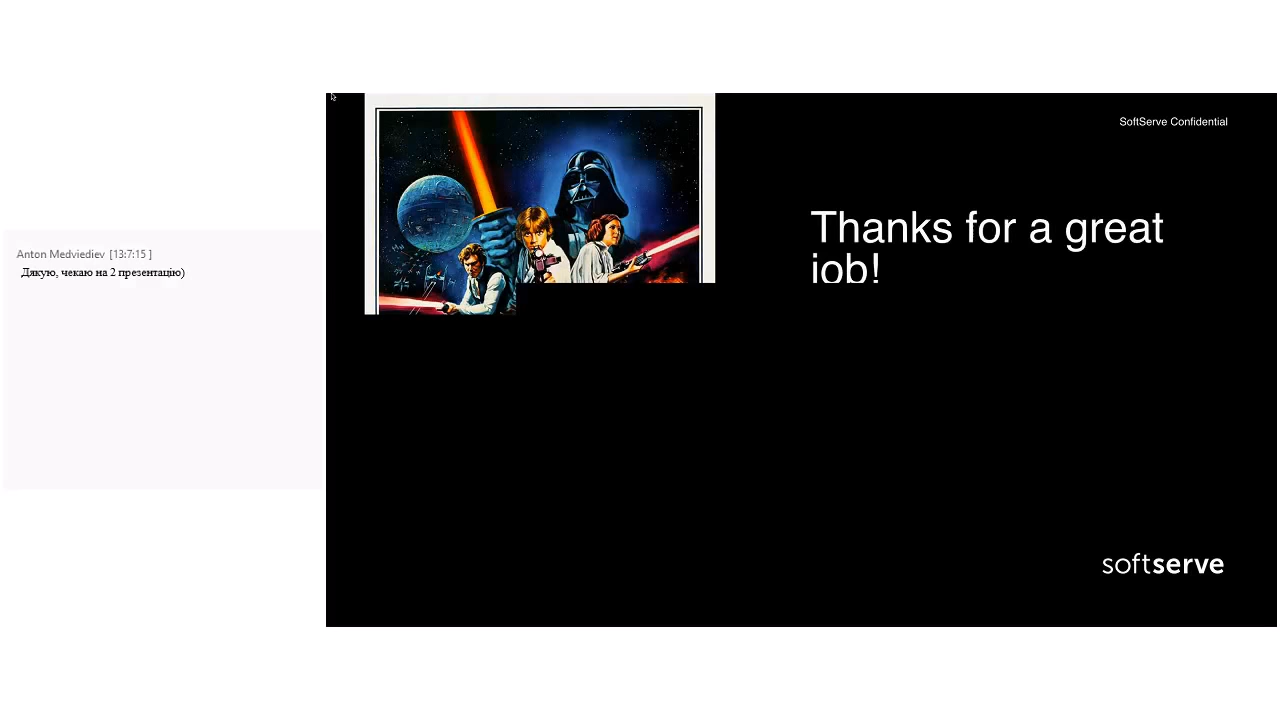 SoftServe Confidential
Thanks for a great
job!
Anton Medviediev [13:7:15 ]
Дякую, чекаю на 2 презентацію)
softserve